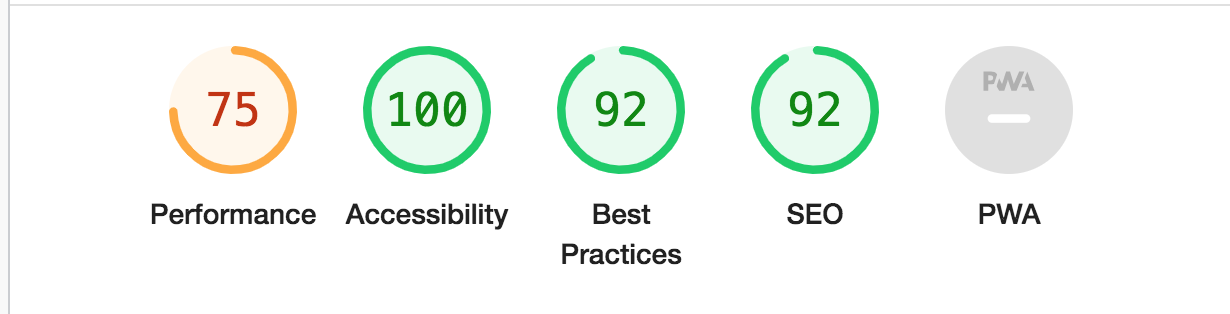 75
100
92
92
PWA
Performance
Accessibility
Best
Practices
SEO
PWA